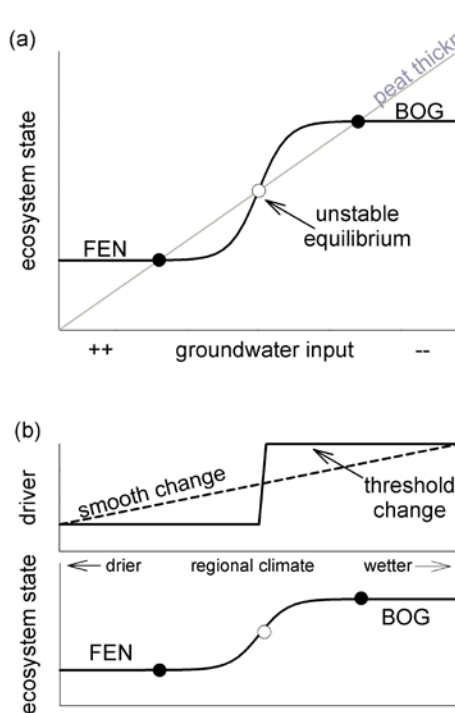 (a)
peat
BOG
ecosystem state
unstable
equilibrium
FEN
++ groundwater input --
(b)
driver
smooth change
threshold
change
← drier regional climate wetter →
ecosystem state
BOG
FEN